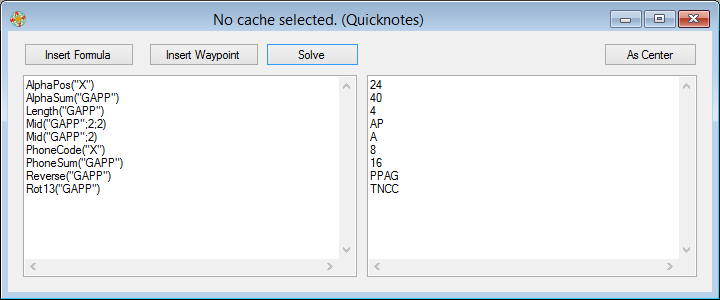 No cache selected. (Quicknotes)
Insert Formula Insert Waypoint Solve As Center
AlphaPos("X")
AlphaSum("GAPP")
Length("GAPP")
Mid("GAPP";2;2)
Mid("GAPP";2)
PhoneCode("X")
PhoneSum("GAPP")
Reverse("GAPP")
Rot13("GAPP")
24
40
4
AP
A
8
16
PPAG
TNCC